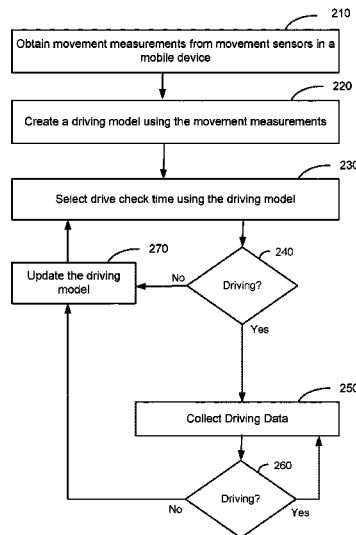 210
Obtain movement measurements from movement sensors in a
mobile device
220
Create a driving model using the movement measurements
230
Select drive check time using the driving model
270
240
Update the driving
model
No
Driving?
Yes
250
Collect Driving Data
260
Driving?
No
Yes